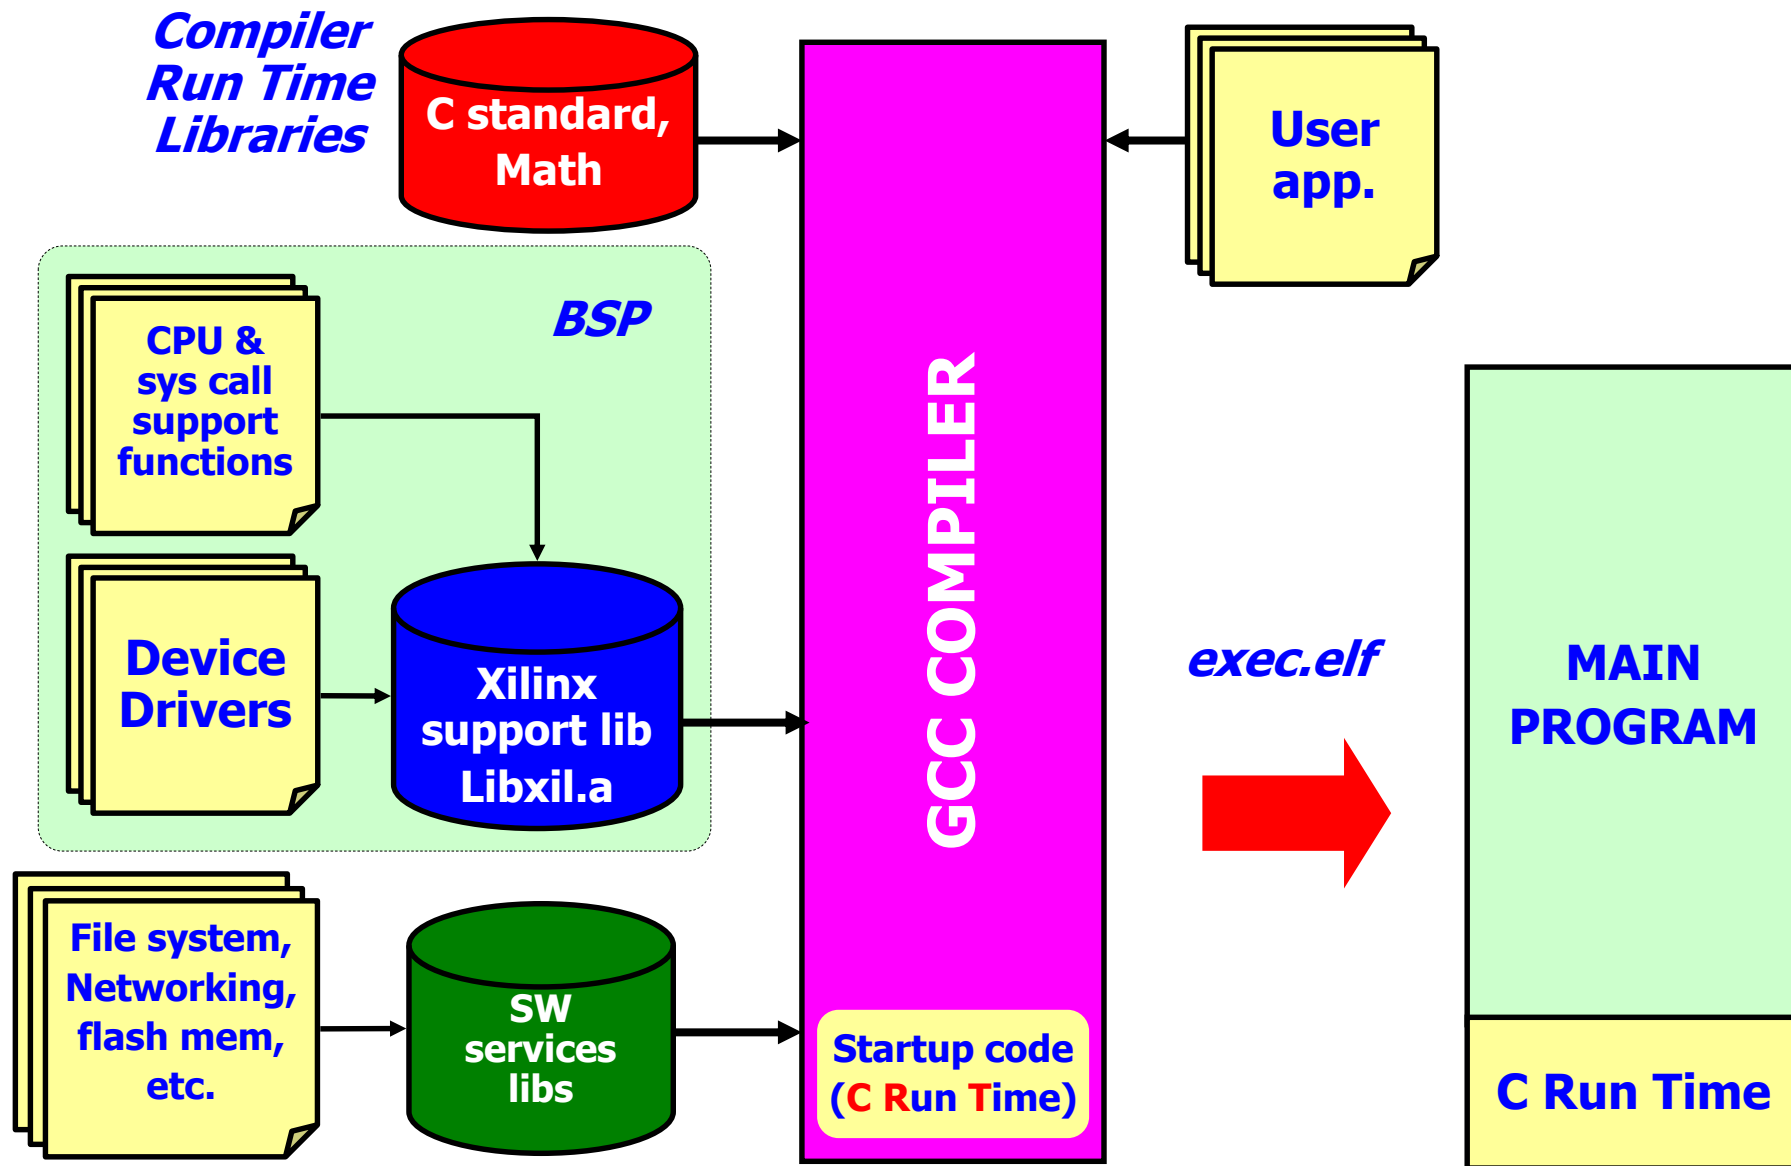 Compiler
Run Time
Libraries
C standard,
Math
User
app.
BSP
CPU &
sys call
support
functions
Device
Drivers
Xilinx
support lib
Libxil.a
GCC COMPILER
exec.elf
MAIN
PROGRAM
File system,
Networking,
flash mem,
etc.
SW
services
libs
Startup code
(C Run Time)
C Run Time